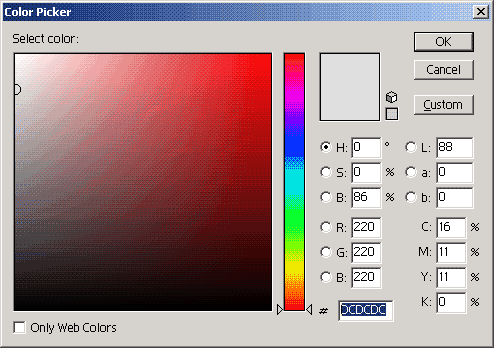 Color Picker
Select color:
OK
Cancel
Custom
H: 0 °
L: 88
S: 0 %
a: 0
B: 86 %
b: 0
R: 220
C: 16 %
G: 220
M: 11 %
B: 220
Y: 11 %
K: 0 %
# DCDCDC
Only Web Colors